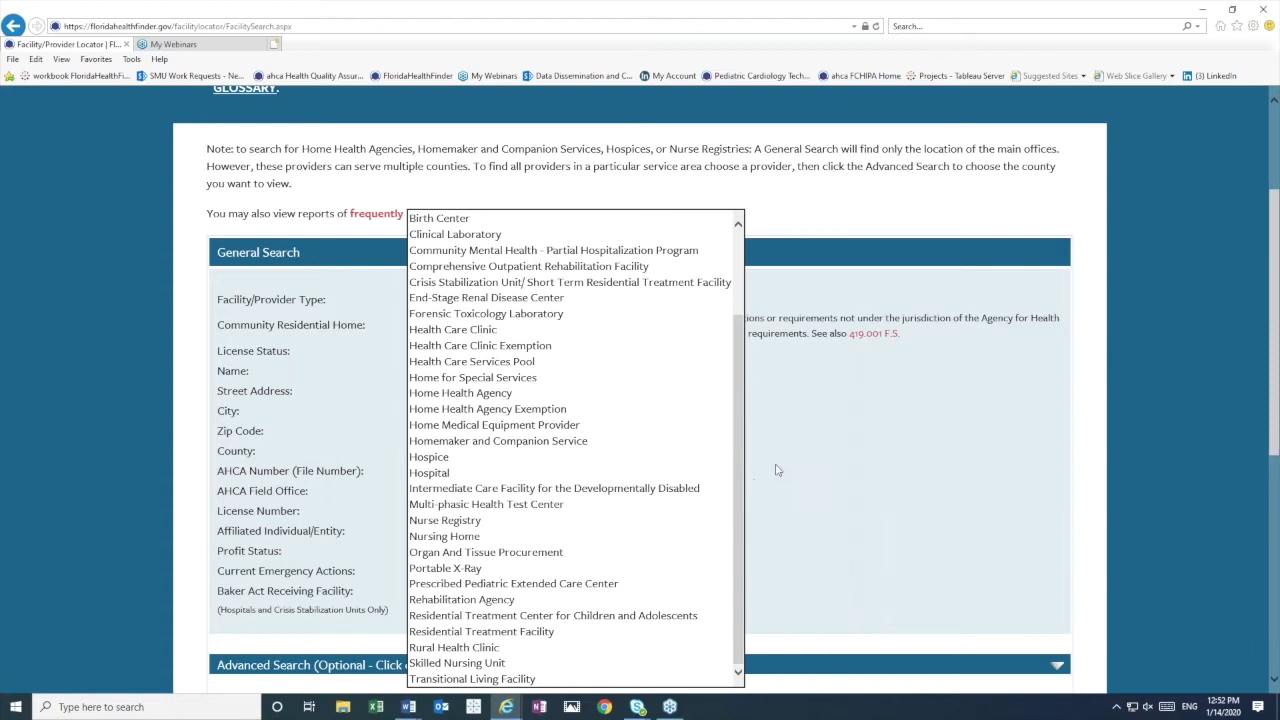 https://floridahealthfinder.gov/facilitylocator/FacilitySearch.aspx
Search...
Facility/Provider Locator | Fl...
My Webinars
File Edit View Favorites Tools Help
workbook FloridaHealthFi...
SMU Work Requests - Ne...
ahca Health Quality Assur...
FloridaHealthFinder
My Webinars
Data Dissemination and C...
My Account
Pediatric Cardiology Tech...
ahca FCHIPA Home
Projects - Tableau Server
Suggested Sites
Web Slice Gallery
(3) LinkedIn
GLOSSARY.
Note: to search for Home Health Agencies, Homemaker and Companion Services, Hospices, or Nurse Registries: A General Search will find only the location of the main offices.
However, these providers can serve multiple counties. To find all providers in a particular service area choose a provider, then click the Advanced Search to choose the county
you want to view.
You may also view reports of frequently
General Search
Facility/Provider Type:
Community Residential Home:
License Status:
Name:
Street Address:
City:
Zip Code:
County:
AHCA Number (File Number):
AHCA Field Office:
License Number:
Affiliated Individual/Entity:
Profit Status:
Current Emergency Actions:
Baker Act Receiving Facility:
(Hospitals and Crisis Stabilization Units Only)
Birth Center
Clinical Laboratory
Community Mental Health - Partial Hospitalization Program
Comprehensive Outpatient Rehabilitation Facility
Crisis Stabilization Unit/ Short Term Residential Treatment Facility
End-Stage Renal Disease Center
Forensic Toxicology Laboratory
Health Care Clinic
Health Care Clinic Exemption
Health Care Services Pool
Home for Special Services
Home Health Agency
Home Health Agency Exemption
Home Medical Equipment Provider
Homemaker and Companion Service
Hospice
Hospital
Intermediate Care Facility for the Developmentally Disabled
Multi-phasic Health Test Center
Nurse Registry
Nursing Home
Organ And Tissue Procurement
Portable X-Ray
Prescribed Pediatric Extended Care Center
Rehabilitation Agency
Residential Treatment Center for Children and Adolescents
Residential Treatment Facility
Rural Health Clinic
Skilled Nursing Unit
Transitional Living Facility
tions or requirements not under the jurisdiction of the Agency for Health
requirements. See also 419.001 F.S.
Advanced Search (Optional - Click
Type here to search
ENG
12:52 PM
1/14/2020